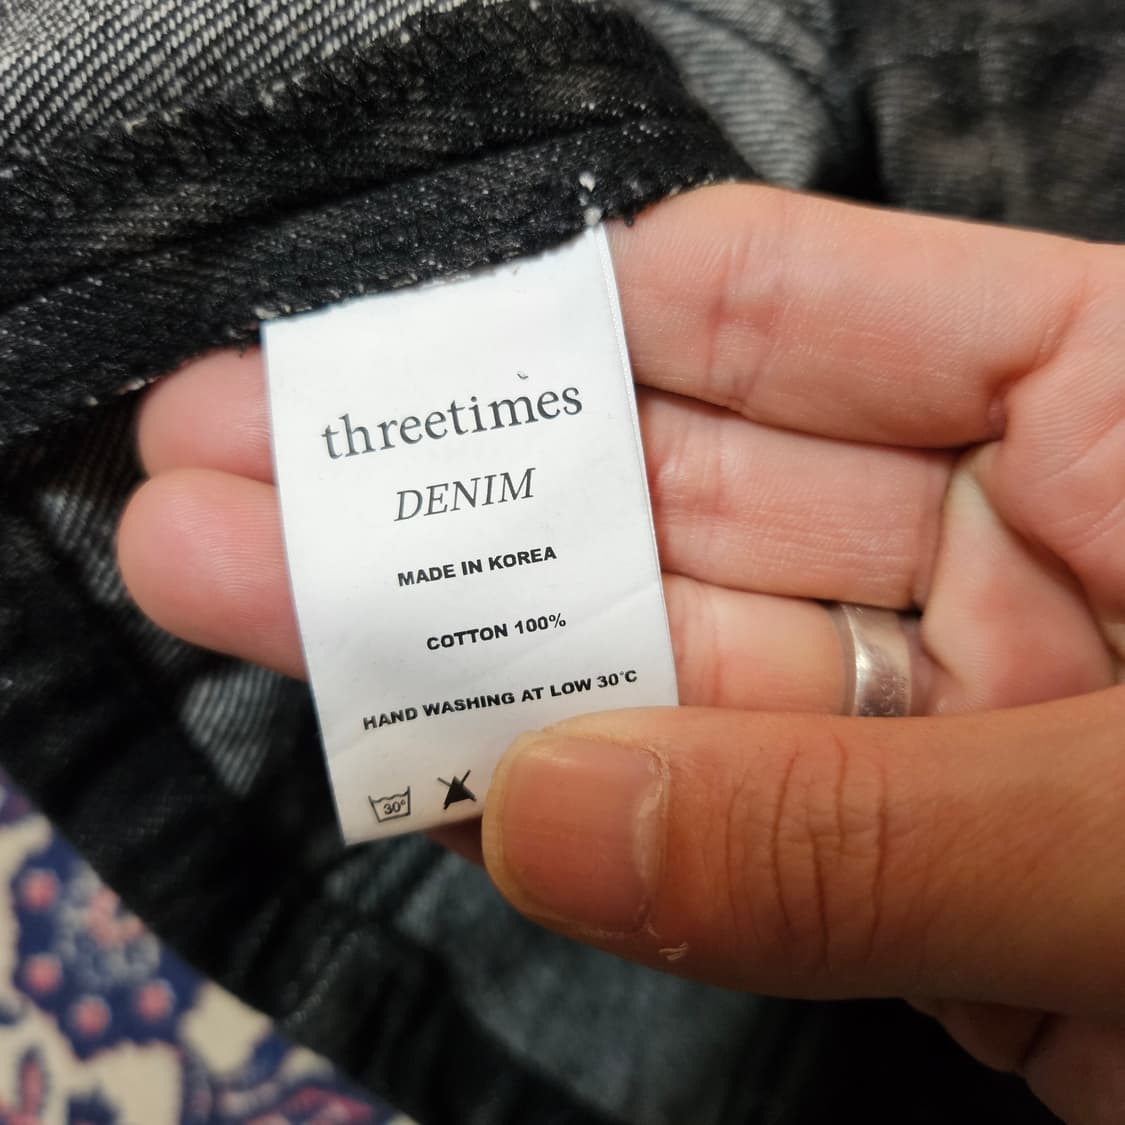 threetimes
DENIM
MADE IN KOREA
COTTON 100%
HAND WASHING AT LOW 30°C
30°